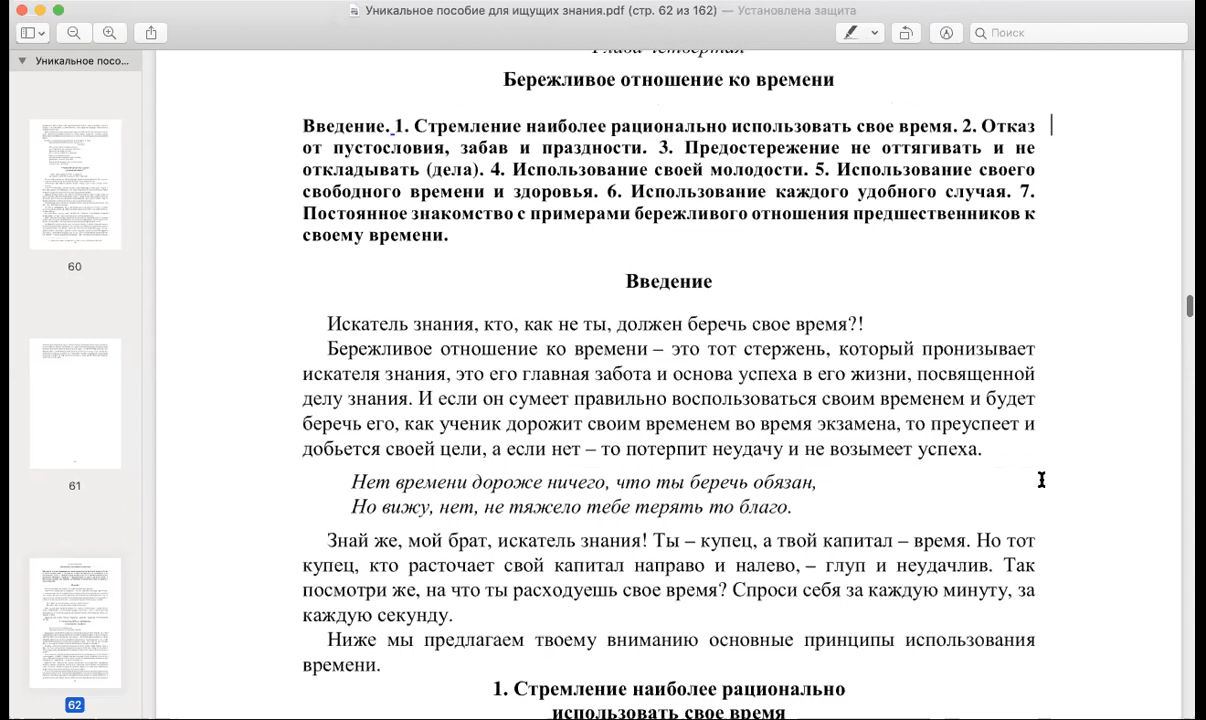 Уникальное пособие для ищущих знания.pdf (стр. 62 из 162) — Установлена защита
Поиск
Уникальное посо...
60
61
62
Глава четвертая
Бережливое отношение ко времени
Введение. 1. Стремление наиболее рационально использовать свое время. 2. Отказ
от пустословия, забав и праздности. 3. Предостережение не оттягивать и не
откладывать (дела). 4. Использование своей молодости. 5. Использование своего
свободного времени и здоровья. 6. Использование каждого удобного случая. 7.
Постоянное знакомство с примерами бережливого отношения предшественников к
своему времени.
Введение
Искатель знания, кто, как не ты, должен беречь свое время?!
Бережливое отношение ко времени – это тот стержень, который пронизывает
искателя знания, это его главная забота и основа успеха в его жизни, посвященной
делу знания. И если он сумеет правильно воспользоваться своим временем и будет
беречь его, как ученик дорожит своим временем во время экзамена, то преуспеет и
добьется своей цели, а если нет – то потерпит неудачу и не возымеет успеха.
Нет времени дороже ничего, что ты беречь обязан,
Но вижу, нет, не тяжело тебе терять то благо.
Знай же, мой брат, искатель знания! Ты – купец, а твой капитал – время. Но тот
купец, кто расточает свой капитал направо и налево, – глуп и неудачлив. Так
посмотри же, на что ты расходуешь свое время? Спроси себя за каждую минуту, за
каждую секунду.
Ниже мы предлагаем твоему вниманию основные принципы использования
времени.
1. Стремление наиболее рационально
использовать свое время